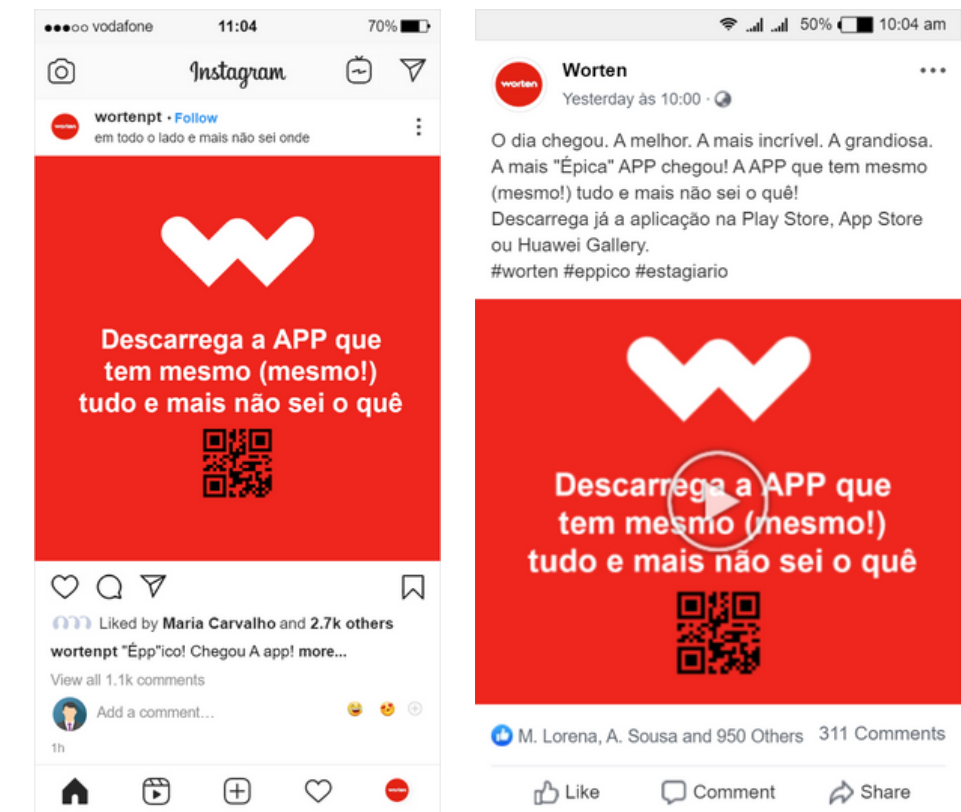 vodafone 11:04 70%
Instagram
worten
wortenpt • Follow
em todo o lado e mais não sei onde
Descarrega a APP que
tem mesmo (mesmo!)
tudo e mais não sei o quê
Liked by Maria Carvalho and 2.7k others
wortenpt "Épp"ico! Chegou A app! more...
View all 1.1k comments
Add a comment...
1h
worten
50% 10:04 am
worten
Worten
Yesterday às 10:00 ·
O dia chegou. A melhor. A mais incrível. A grandiosa.
A mais "Épica" APP chegou! A APP que tem mesmo
(mesmo!) tudo e mais não sei o quê!
Descarrega já a aplicação na Play Store, App Store
ou Huawei Gallery.
#worten #eppico #estagiario
Descarrega a APP que
tem mesmo (mesmo!)
tudo e mais não sei o quê
M. Lorena, A. Sousa and 950 Others 311 Comments
Like Comment Share